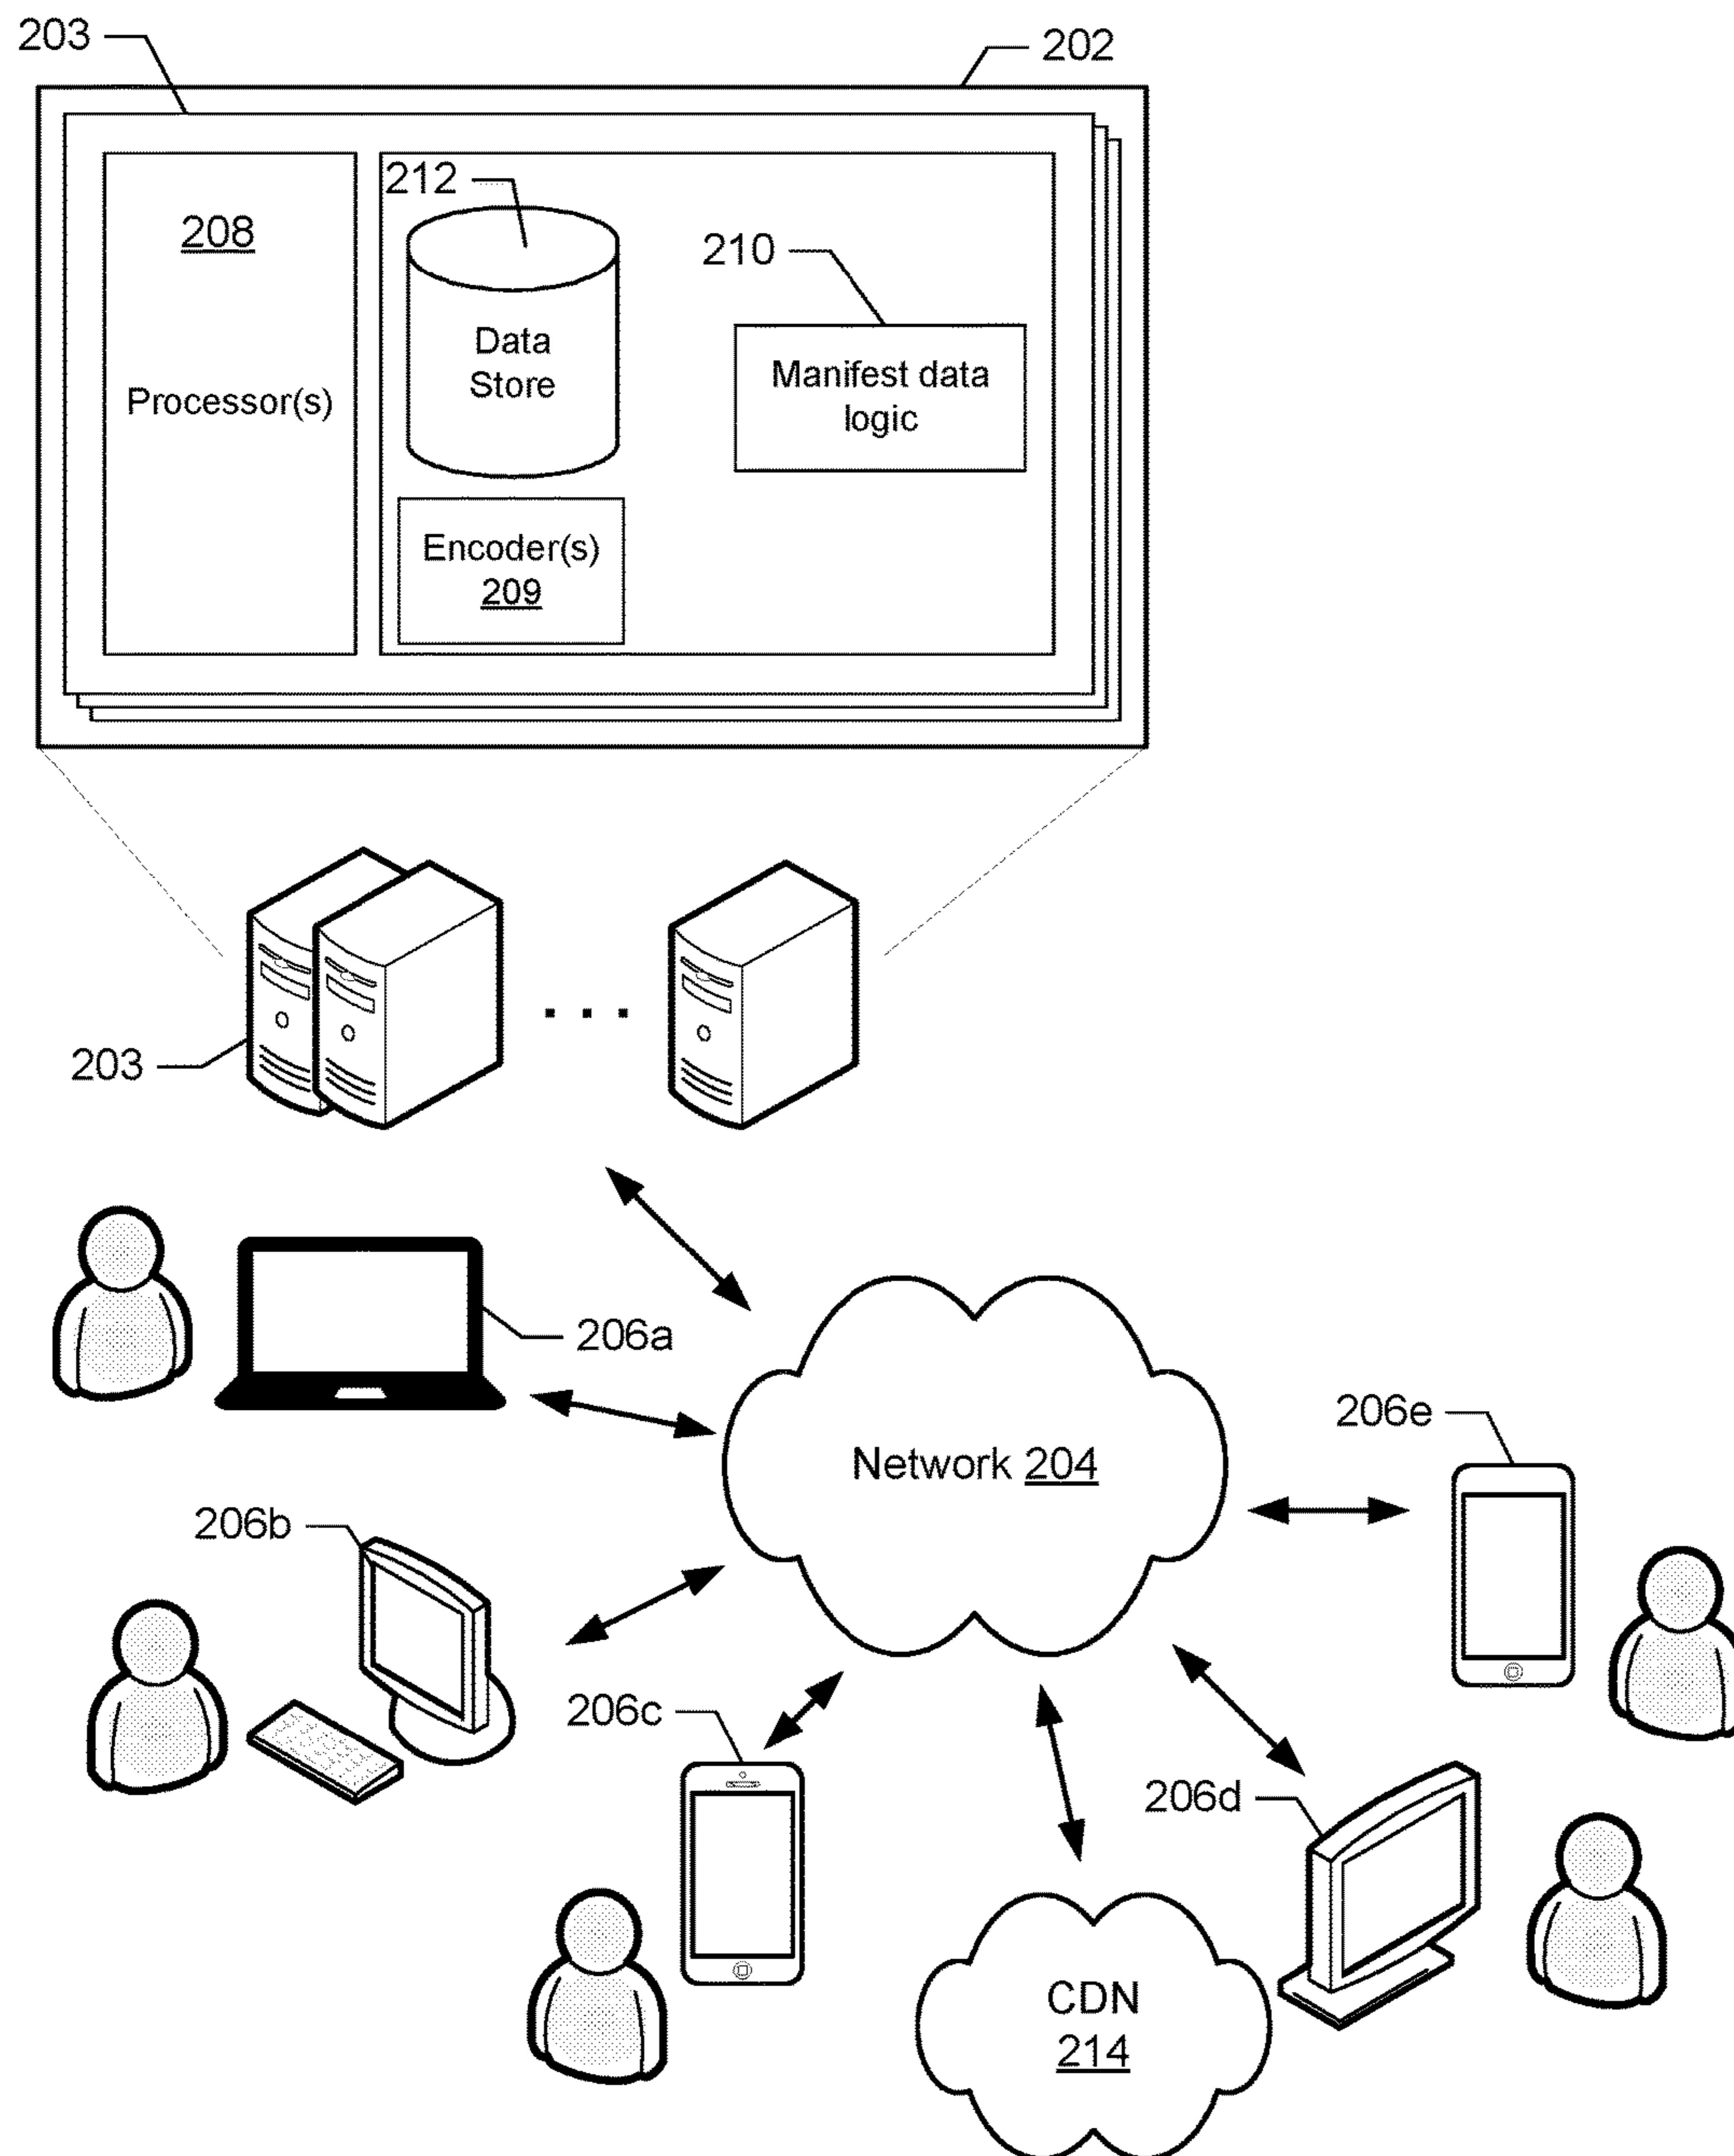 203
202
212
208
210
Data
Store
Manifest data
logic
Processor(s)
Encoder(s)
209
203
206a
206e
Network 204
206b
206c
206d
CDN
214